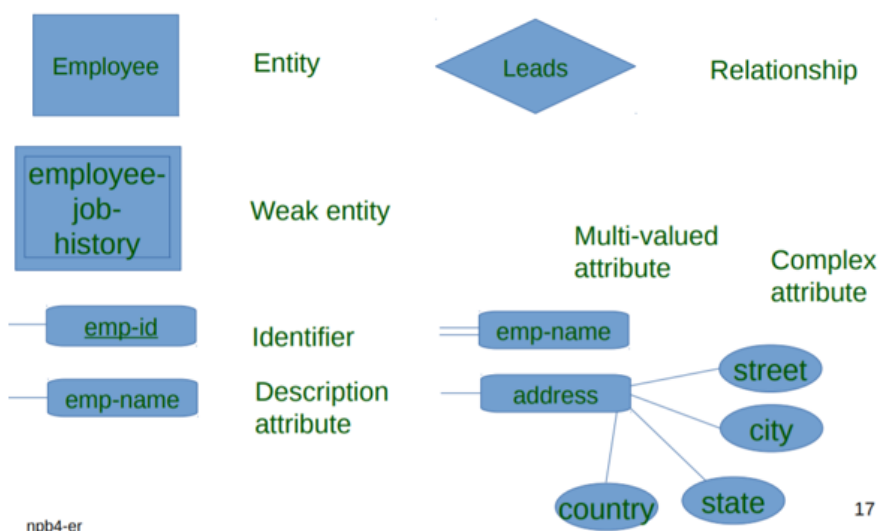 Employee
Entity
Leads
Relationship
employee-
job-
history
Weak entity
Multi-valued
attribute
Complex
attribute
emp-id
Identifier
emp-name
emp-name
Description
attribute
address
street
city
state
country
npb4-er
17